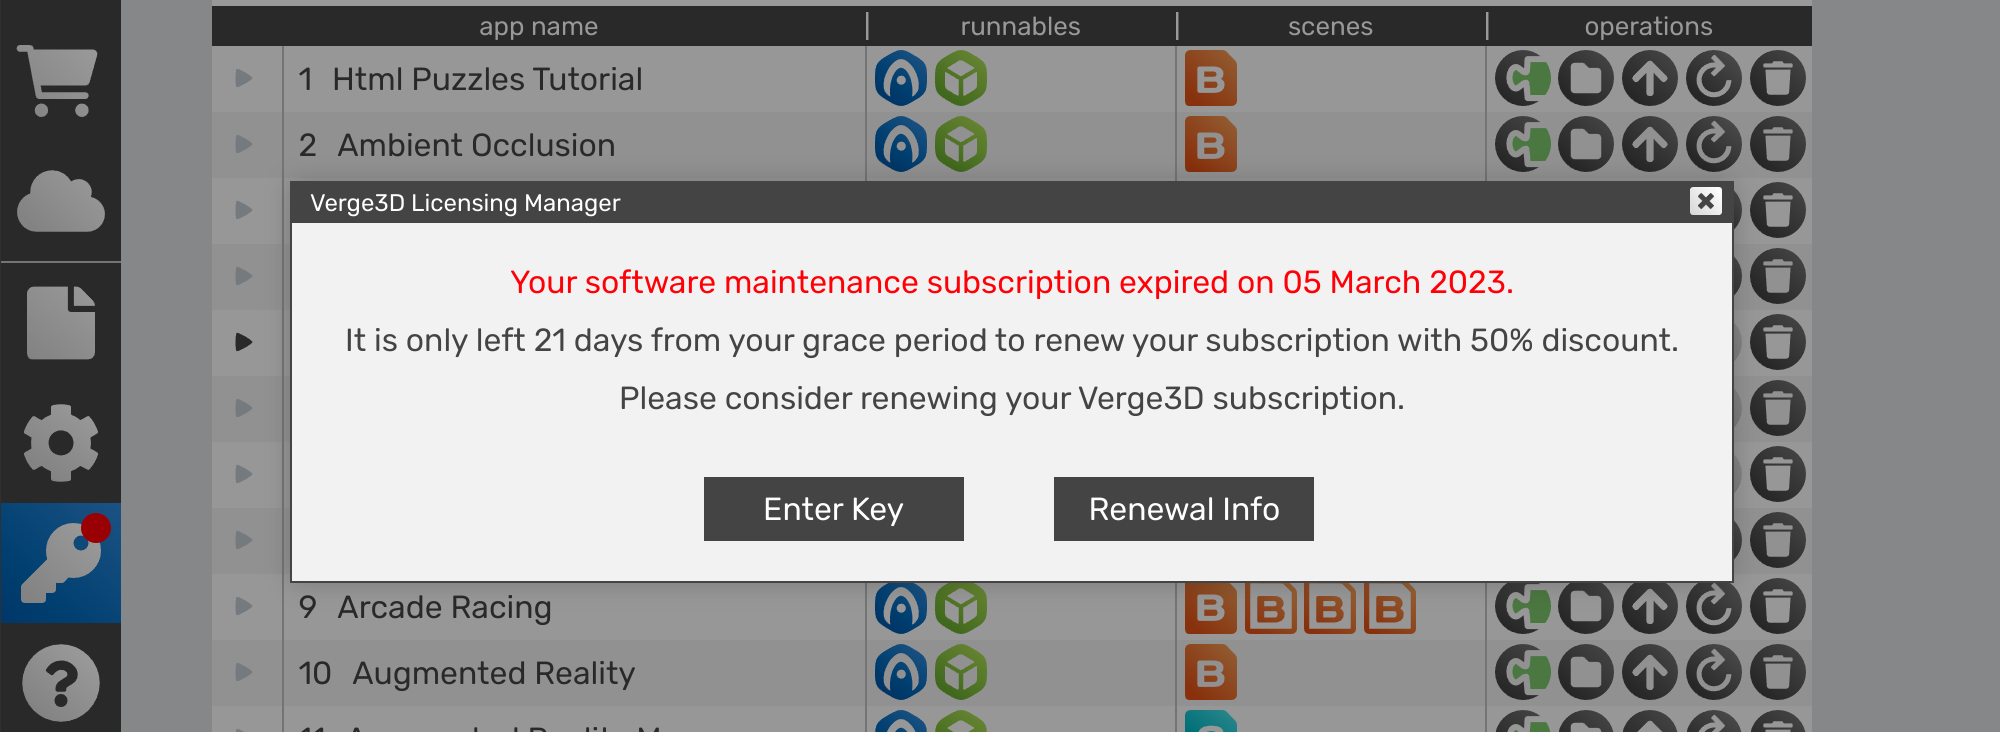 app name runnables scenes operations
1 Html Puzzles Tutorial
2 Ambient Occlusion
Verge3D Licensing Manager
Your software maintenance subscription expired on 05 March 2023.
It is only left 21 days from your grace period to renew your subscription with 50% discount.
Please consider renewing your Verge3D subscription.
Enter Key Renewal Info
9 Arcade Racing
10 Augmented Reality